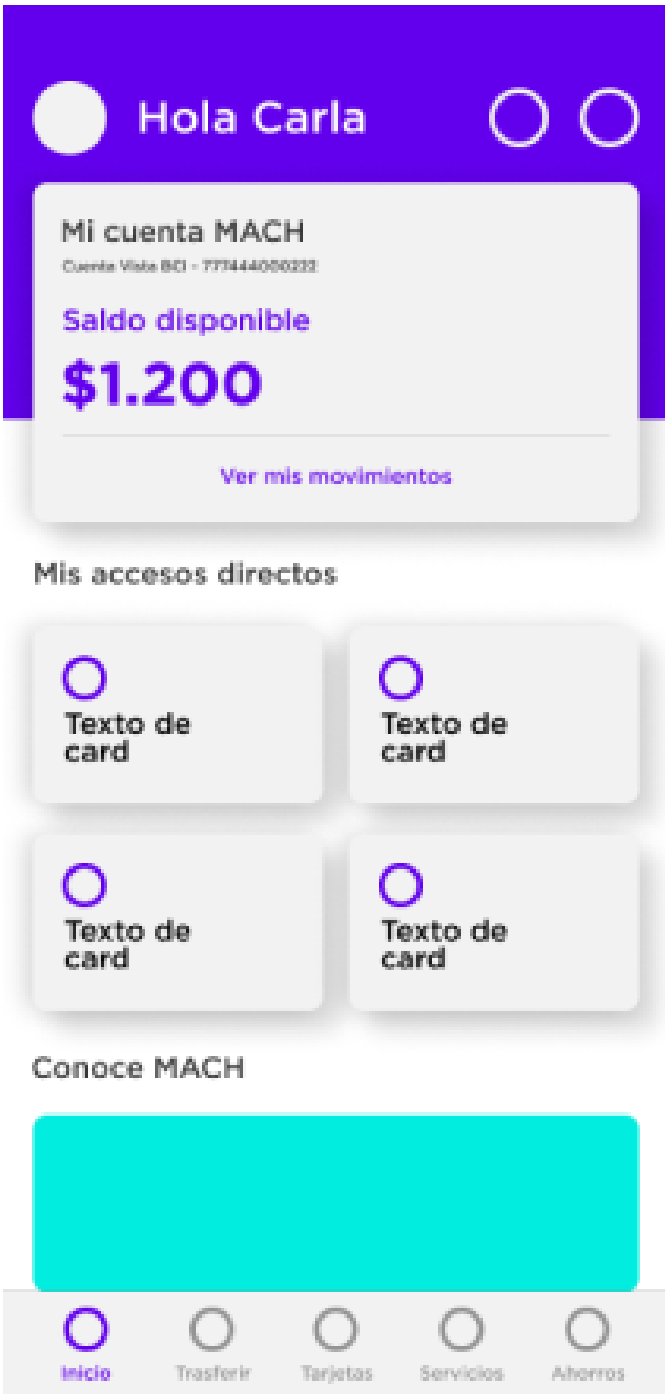 Hola Carla
Mi cuenta MACH
Cuenta Vista BCI - 777444000222
Saldo disponible
$1.200
Ver mis movimientos
Mis accesos directos
Texto de
card
Texto de
card
Texto de
card
Texto de
card
Conoce MACH
Inicio
Trasferir
Tarjetas
Servicios
Ahorros